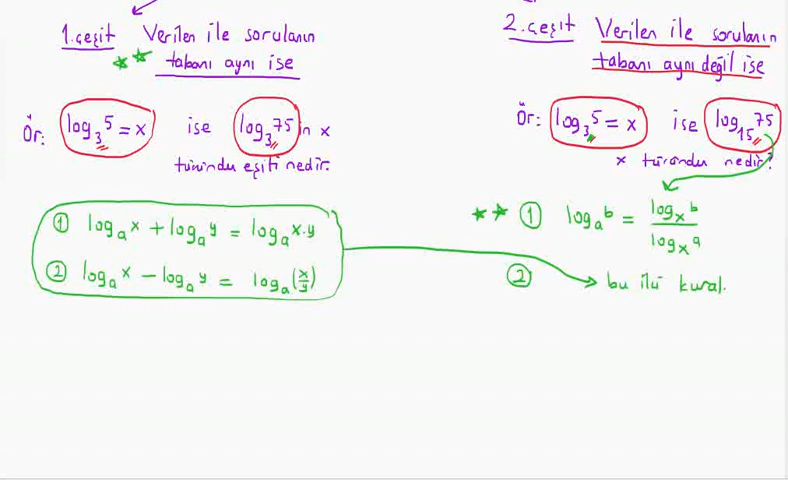 1.çeşit Verilen ile sorulanın
★★ tabanı aynı ise
Ör: log₃5 = x ise log₃75 in x
türünden eşiti nedir.
① logₐx + logₐy = logₐx.y
② logₐx − logₐy = logₐ(x/y)
2.çeşit Verilen ile sorulanın
tabanı aynı değil ise
Ör: log₃5 = x ise log₁₅75
x türünden nedir?
★★ ① logₐb = logₓb / logₓa
② bu iki kural.